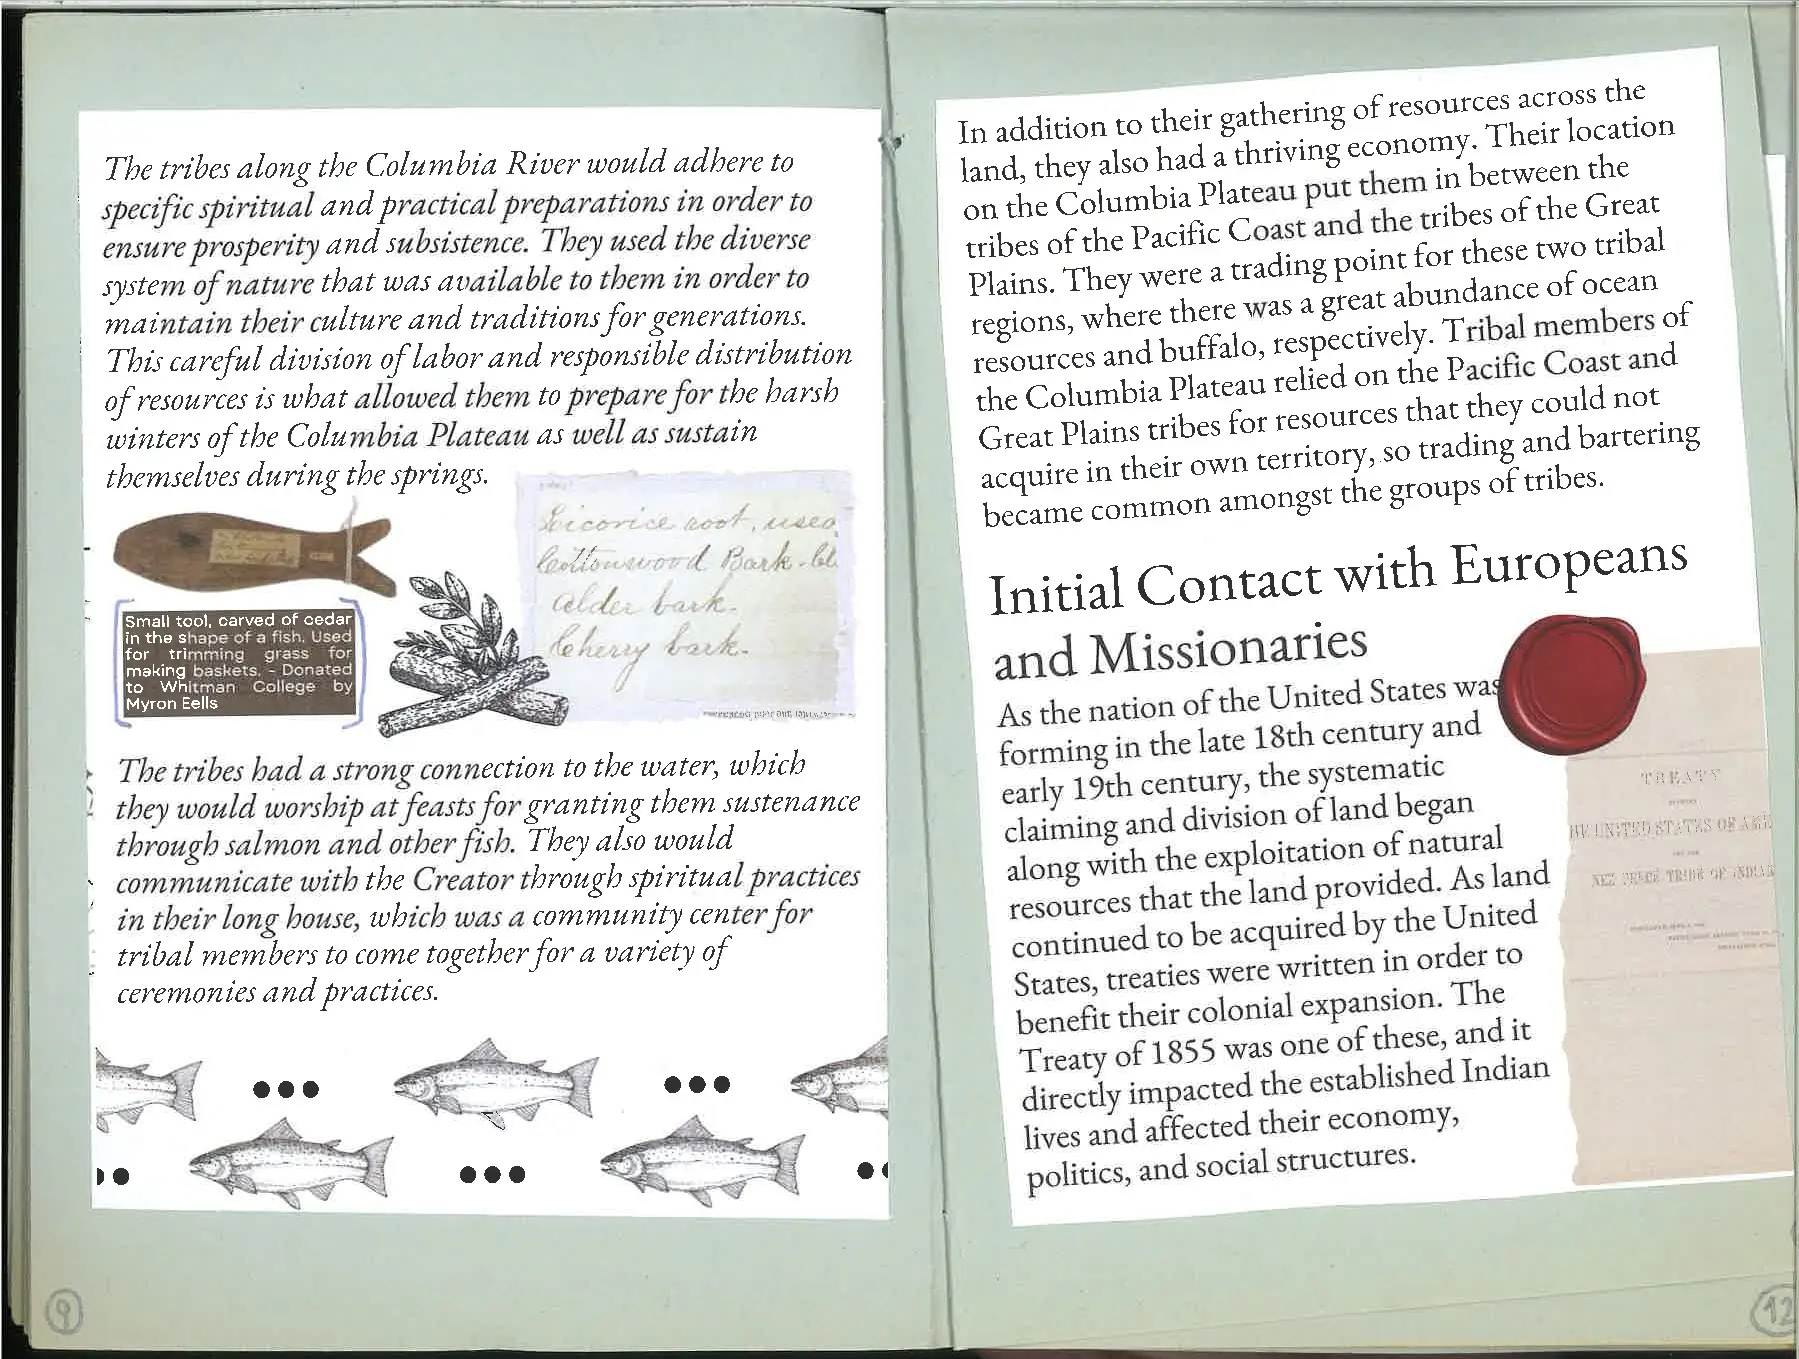 The tribes along the Columbia River would adhere to
specific spiritual and practical preparations in order to
ensure prosperity and subsistence. They used the diverse
system of nature that was available to them in order to
maintain their culture and traditions for generations.
This careful division of labor and responsible distribution
of resources is what allowed them to prepare for the harsh
winters of the Columbia Plateau as well as sustain
themselves during the springs.
Licorice root, used
Cottonwood Bark -
Alder bark.
Cherry bark.
Small tool, carved of cedar
in the shape of a fish. Used
for trimming grass for
making baskets. - Donated
to Whitman College by
Myron Eells
The tribes had a strong connection to the water, which
they would worship at feasts for granting them sustenance
through salmon and other fish. They also would
communicate with the Creator through spiritual practices
in their long house, which was a community center for
tribal members to come together for a variety of
ceremonies and practices.
9
In addition to their gathering of resources across the
land, they also had a thriving economy. Their location
on the Columbia Plateau put them in between the
tribes of the Pacific Coast and the tribes of the Great
Plains. They were a trading point for these two tribal
regions, where there was a great abundance of ocean
resources and buffalo, respectively. Tribal members of
the Columbia Plateau relied on the Pacific Coast and
Great Plains tribes for resources that they could not
acquire in their own territory, so trading and bartering
became common amongst the groups of tribes.
Initial Contact with Europeans
and Missionaries
As the nation of the United States was
forming in the late 18th century and
early 19th century, the systematic
claiming and division of land began
along with the exploitation of natural
resources that the land provided. As land
continued to be acquired by the United
States, treaties were written in order to
benefit their colonial expansion. The
Treaty of 1855 was one of these, and it
directly impacted the established Indian
lives and affected their economy,
politics, and social structures.
TREATY
UNITED STATES OF
NEZ PERCE TRIBE OF
12